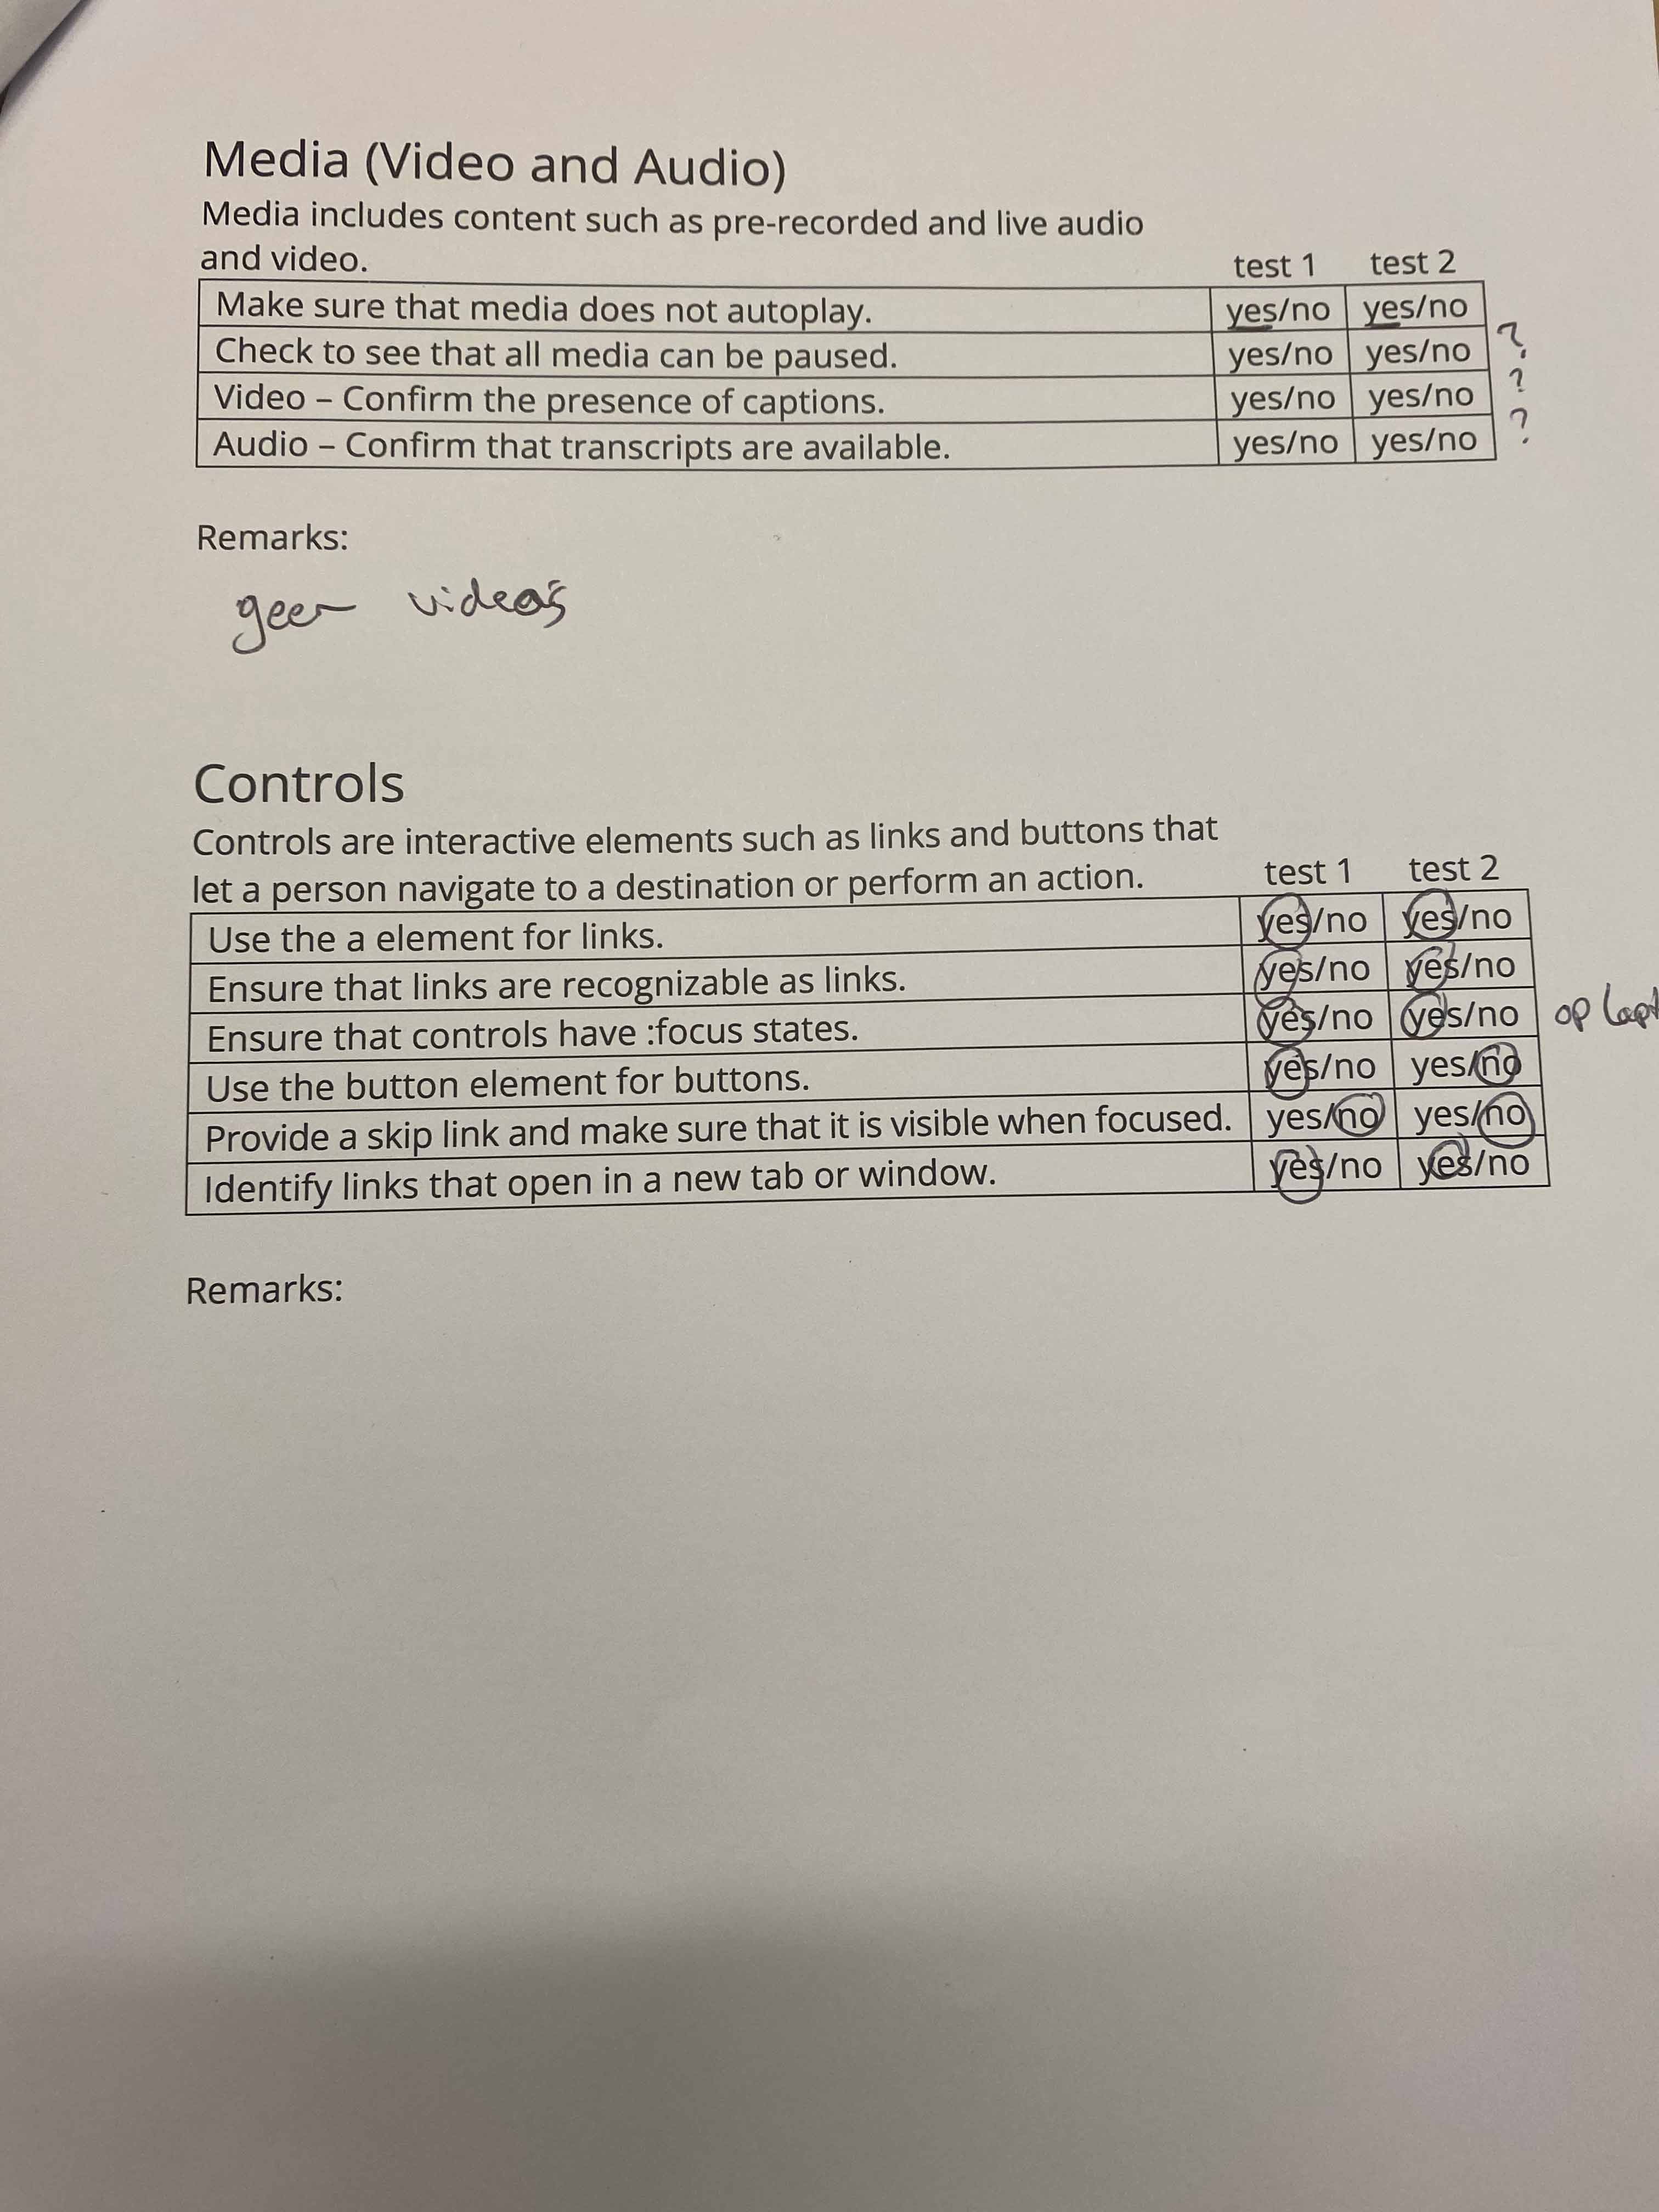 Media (Video and Audio)
Media includes content such as pre-recorded and live audio
and video. test 1 test 2
Make sure that media does not autoplay. yes/no yes/no
Check to see that all media can be paused. yes/no yes/no ?
Video – Confirm the presence of captions. yes/no yes/no ?
Audio – Confirm that transcripts are available. yes/no yes/no ?
Remarks:
geen videos
Controls
Controls are interactive elements such as links and buttons that
let a person navigate to a destination or perform an action. test 1 test 2
Use the a element for links. yes/no yes/no
Ensure that links are recognizable as links. yes/no yes/no
Ensure that controls have :focus states. yes/no yes/no op
Use the button element for buttons. yes/no yes/no
Provide a skip link and make sure that it is visible when focused. yes/no yes/no
Identify links that open in a new tab or window. yes/no yes/no
Remarks: